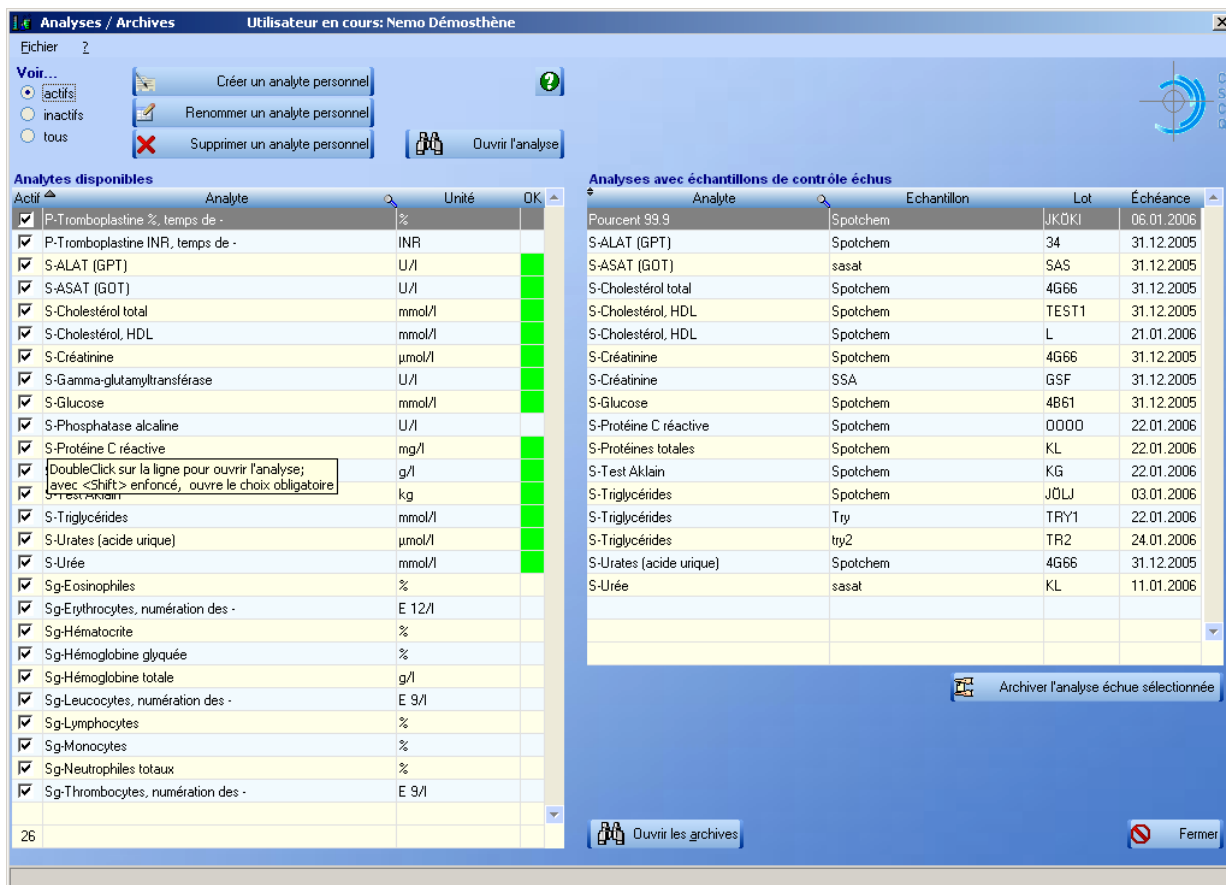 Analyses / Archives Utilisateur en cours: Nemo Démosthène
Fichier ?
Voir...
actifs
inactifs
tous
Créer un analyte personnel
Renommer un analyte personnel
Supprimer un analyte personnel
Ouvrir l'analyse
Analytes disponibles
Actif Analyte Unité OK
P-Tromboplastine %, temps de - %
P-Tromboplastine INR, temps de - INR
S-ALAT (GPT) U/l
S-ASAT (GOT) U/l
S-Cholestérol total mmol/l
S-Cholestérol, HDL mmol/l
S-Créatinine µmol/l
S-Gamma-glutamyltransférase U/l
S-Glucose mmol/l
S-Phosphatase alcaline U/l
S-Protéine C réactive mg/l
DoubleClick sur la ligne pour ouvrir l'analyse;
avec <Shift> enfoncé, ouvre le choix obligatoire
g/l
kg
S-Triglycérides mmol/l
S-Urates (acide urique) µmol/l
S-Urée mmol/l
Sg-Eosinophiles %
Sg-Erythrocytes, numération des - E 12/l
Sg-Hématocrite %
Sg-Hémoglobine glyquée %
Sg-Hémoglobine totale g/l
Sg-Leucocytes, numération des - E 9/l
Sg-Lymphocytes %
Sg-Monocytes %
Sg-Neutrophiles totaux %
Sg-Thrombocytes, numération des - E 9/l
26
Analyses avec échantillons de contrôle échus
Analyte Echantillon Lot Échéance
Pourcent 99.9 Spotchem JKÖKI 06.01.2006
S-ALAT (GPT) Spotchem 34 31.12.2005
S-ASAT (GOT) sasat SAS 31.12.2005
S-Cholestérol total Spotchem 4G66 31.12.2005
S-Cholestérol, HDL Spotchem TEST1 31.12.2005
S-Cholestérol, HDL Spotchem L 21.01.2006
S-Créatinine Spotchem 4G66 31.12.2005
S-Créatinine SSA GSF 31.12.2005
S-Glucose Spotchem 4B61 31.12.2005
S-Protéine C réactive Spotchem OOOO 22.01.2006
S-Protéines totales Spotchem KL 22.01.2006
S-Test Aklain Spotchem KG 22.01.2006
S-Triglycérides Spotchem JÖLJ 03.01.2006
S-Triglycérides Try TRY1 22.01.2006
S-Triglycérides try2 TR2 24.01.2006
S-Urates (acide urique) Spotchem 4G66 31.12.2005
S-Urée sasat KL 11.01.2006
Archiver l'analyse échue sélectionnée
Ouvrir les archives
Fermer